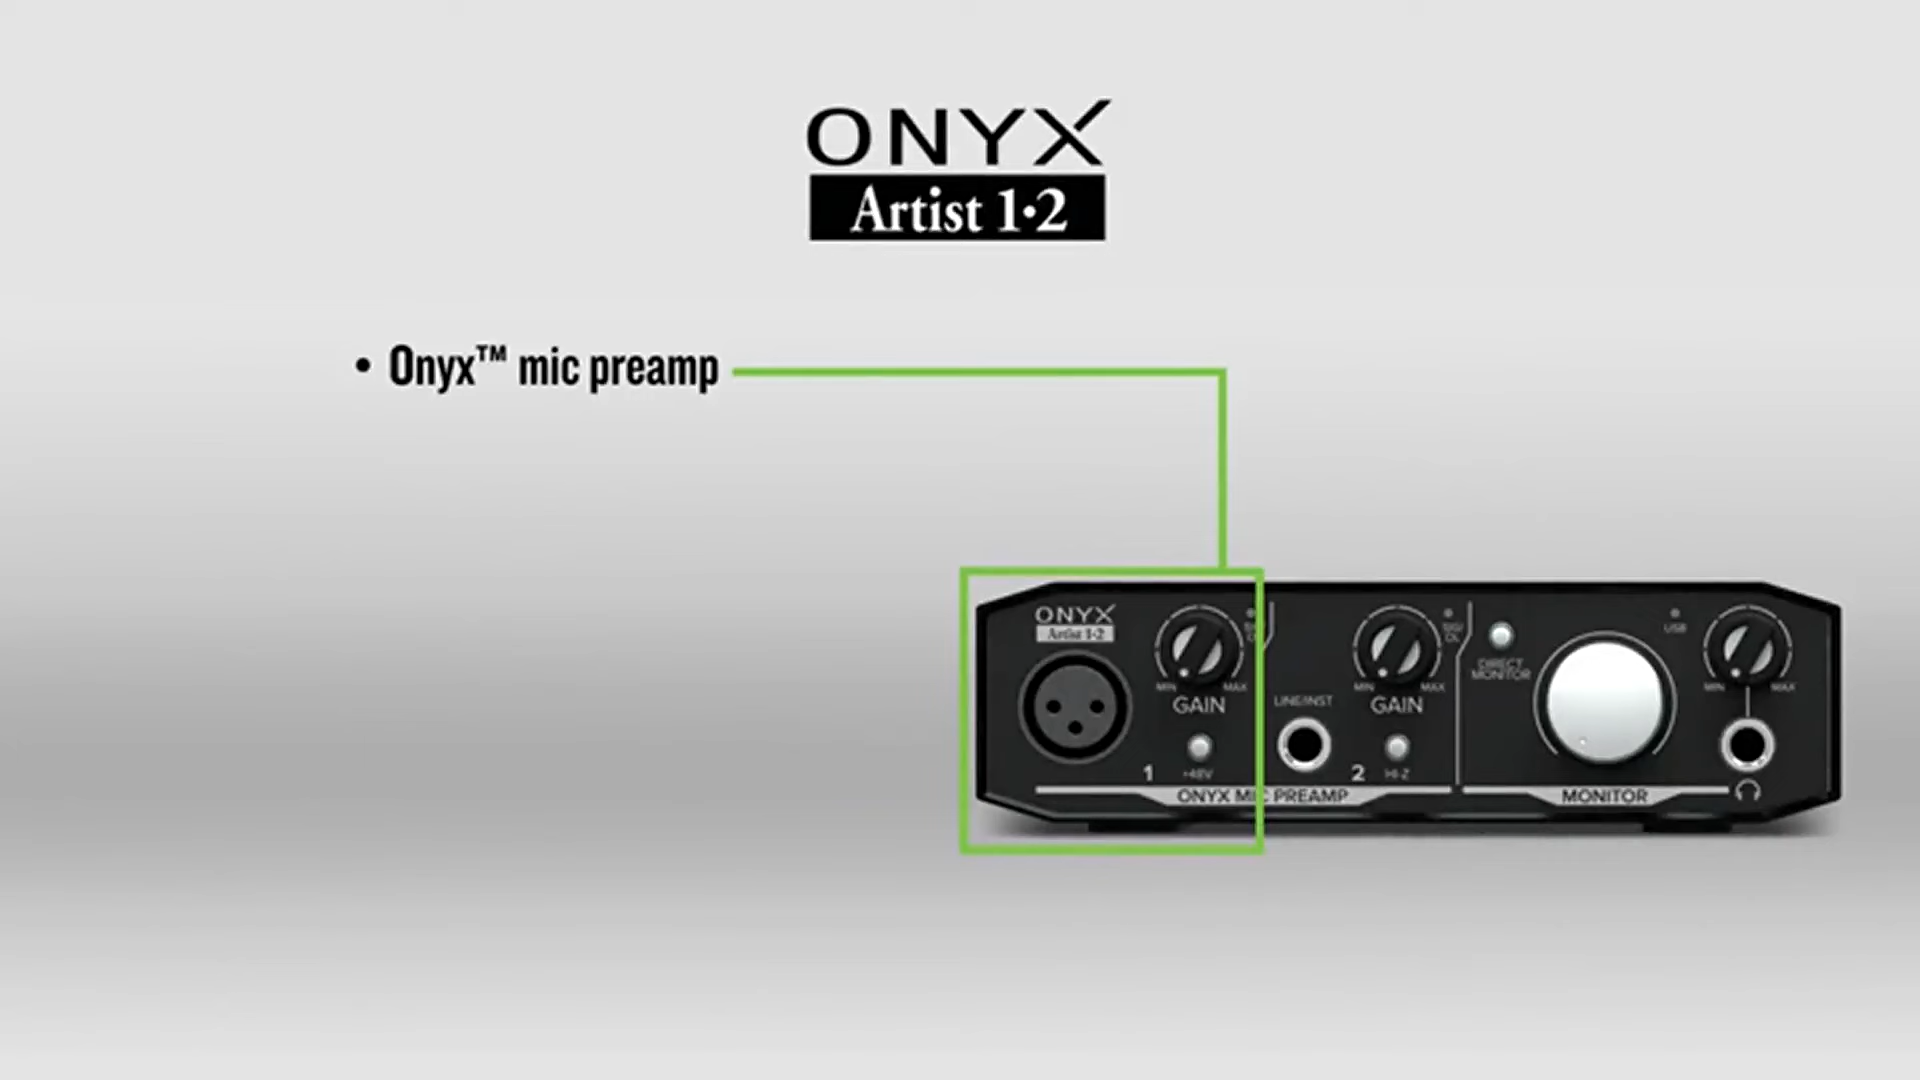 ONYX
Artist 1•2
• Onyx™ mic preamp
ONYX
Artist 1•2
MIN
MAX
GAIN
1
+48V
LINE/INST
MIN
MAX
GAIN
2
HI-Z
ONYX MIC PREAMP
DIRECT
MONITOR
MONITOR
USB
MIN
MAX